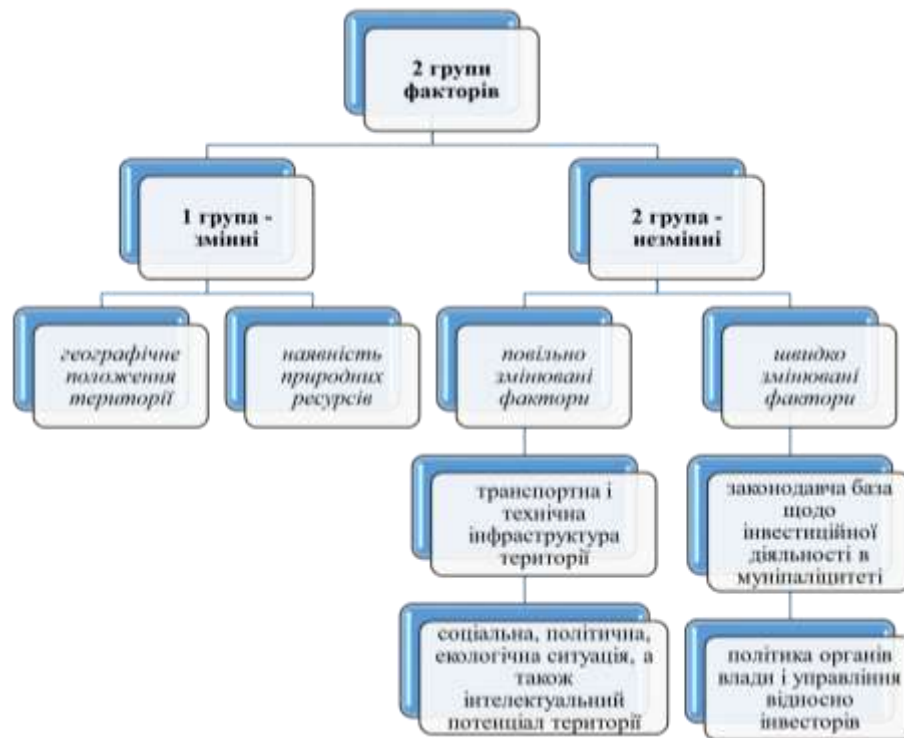 2 групи
факторів
1 група -
змінні
2 група -
незмінні
географічне
положення
території
наявність
природних
ресурсів
повільно
змінювані
фактори
швидко
змінювані
фактори
транспортна і
технічна
інфраструктура
території
законодавча база
щодо
інвестиційної
діяльності в
муніпаліцитеті
соціальна, політична,
екологічна ситуація, а
також
інтелектуальний
потенціал території
політика органів
влади і управління
відносно
інвесторів